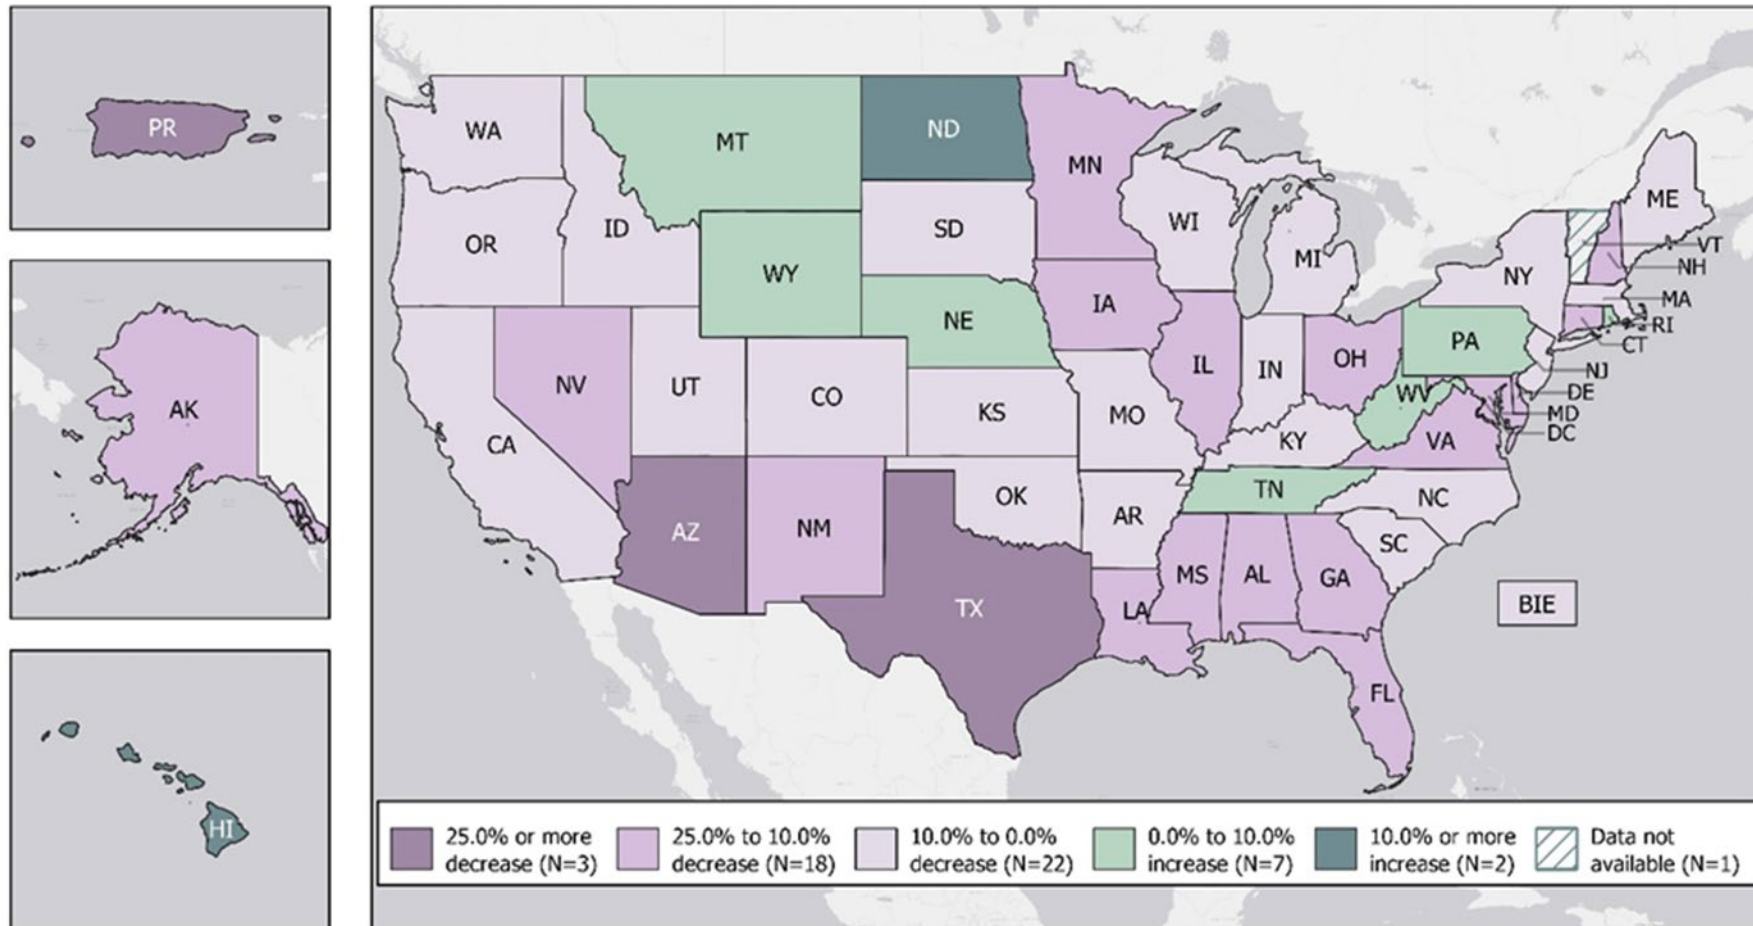 PR
AK
HI
WA
MT
ND
MN
OR
ID
SD
WI
MI
ME
WY
NY
VT
NH
MA
RI
CT
NE
IA
PA
NJ
NV
UT
CO
IL
IN
OH
DE
MD
DC
CA
KS
MO
WV
KY
VA
AZ
NM
OK
AR
TN
NC
SC
TX
MS
AL
GA
LA
BIE
FL
25.0% or more
decrease (N=3)
25.0% to 10.0%
decrease (N=18)
10.0% to 0.0%
decrease (N=22)
0.0% to 10.0%
increase (N=7)
10.0% or more
increase (N=2)
Data not
available (N=1)